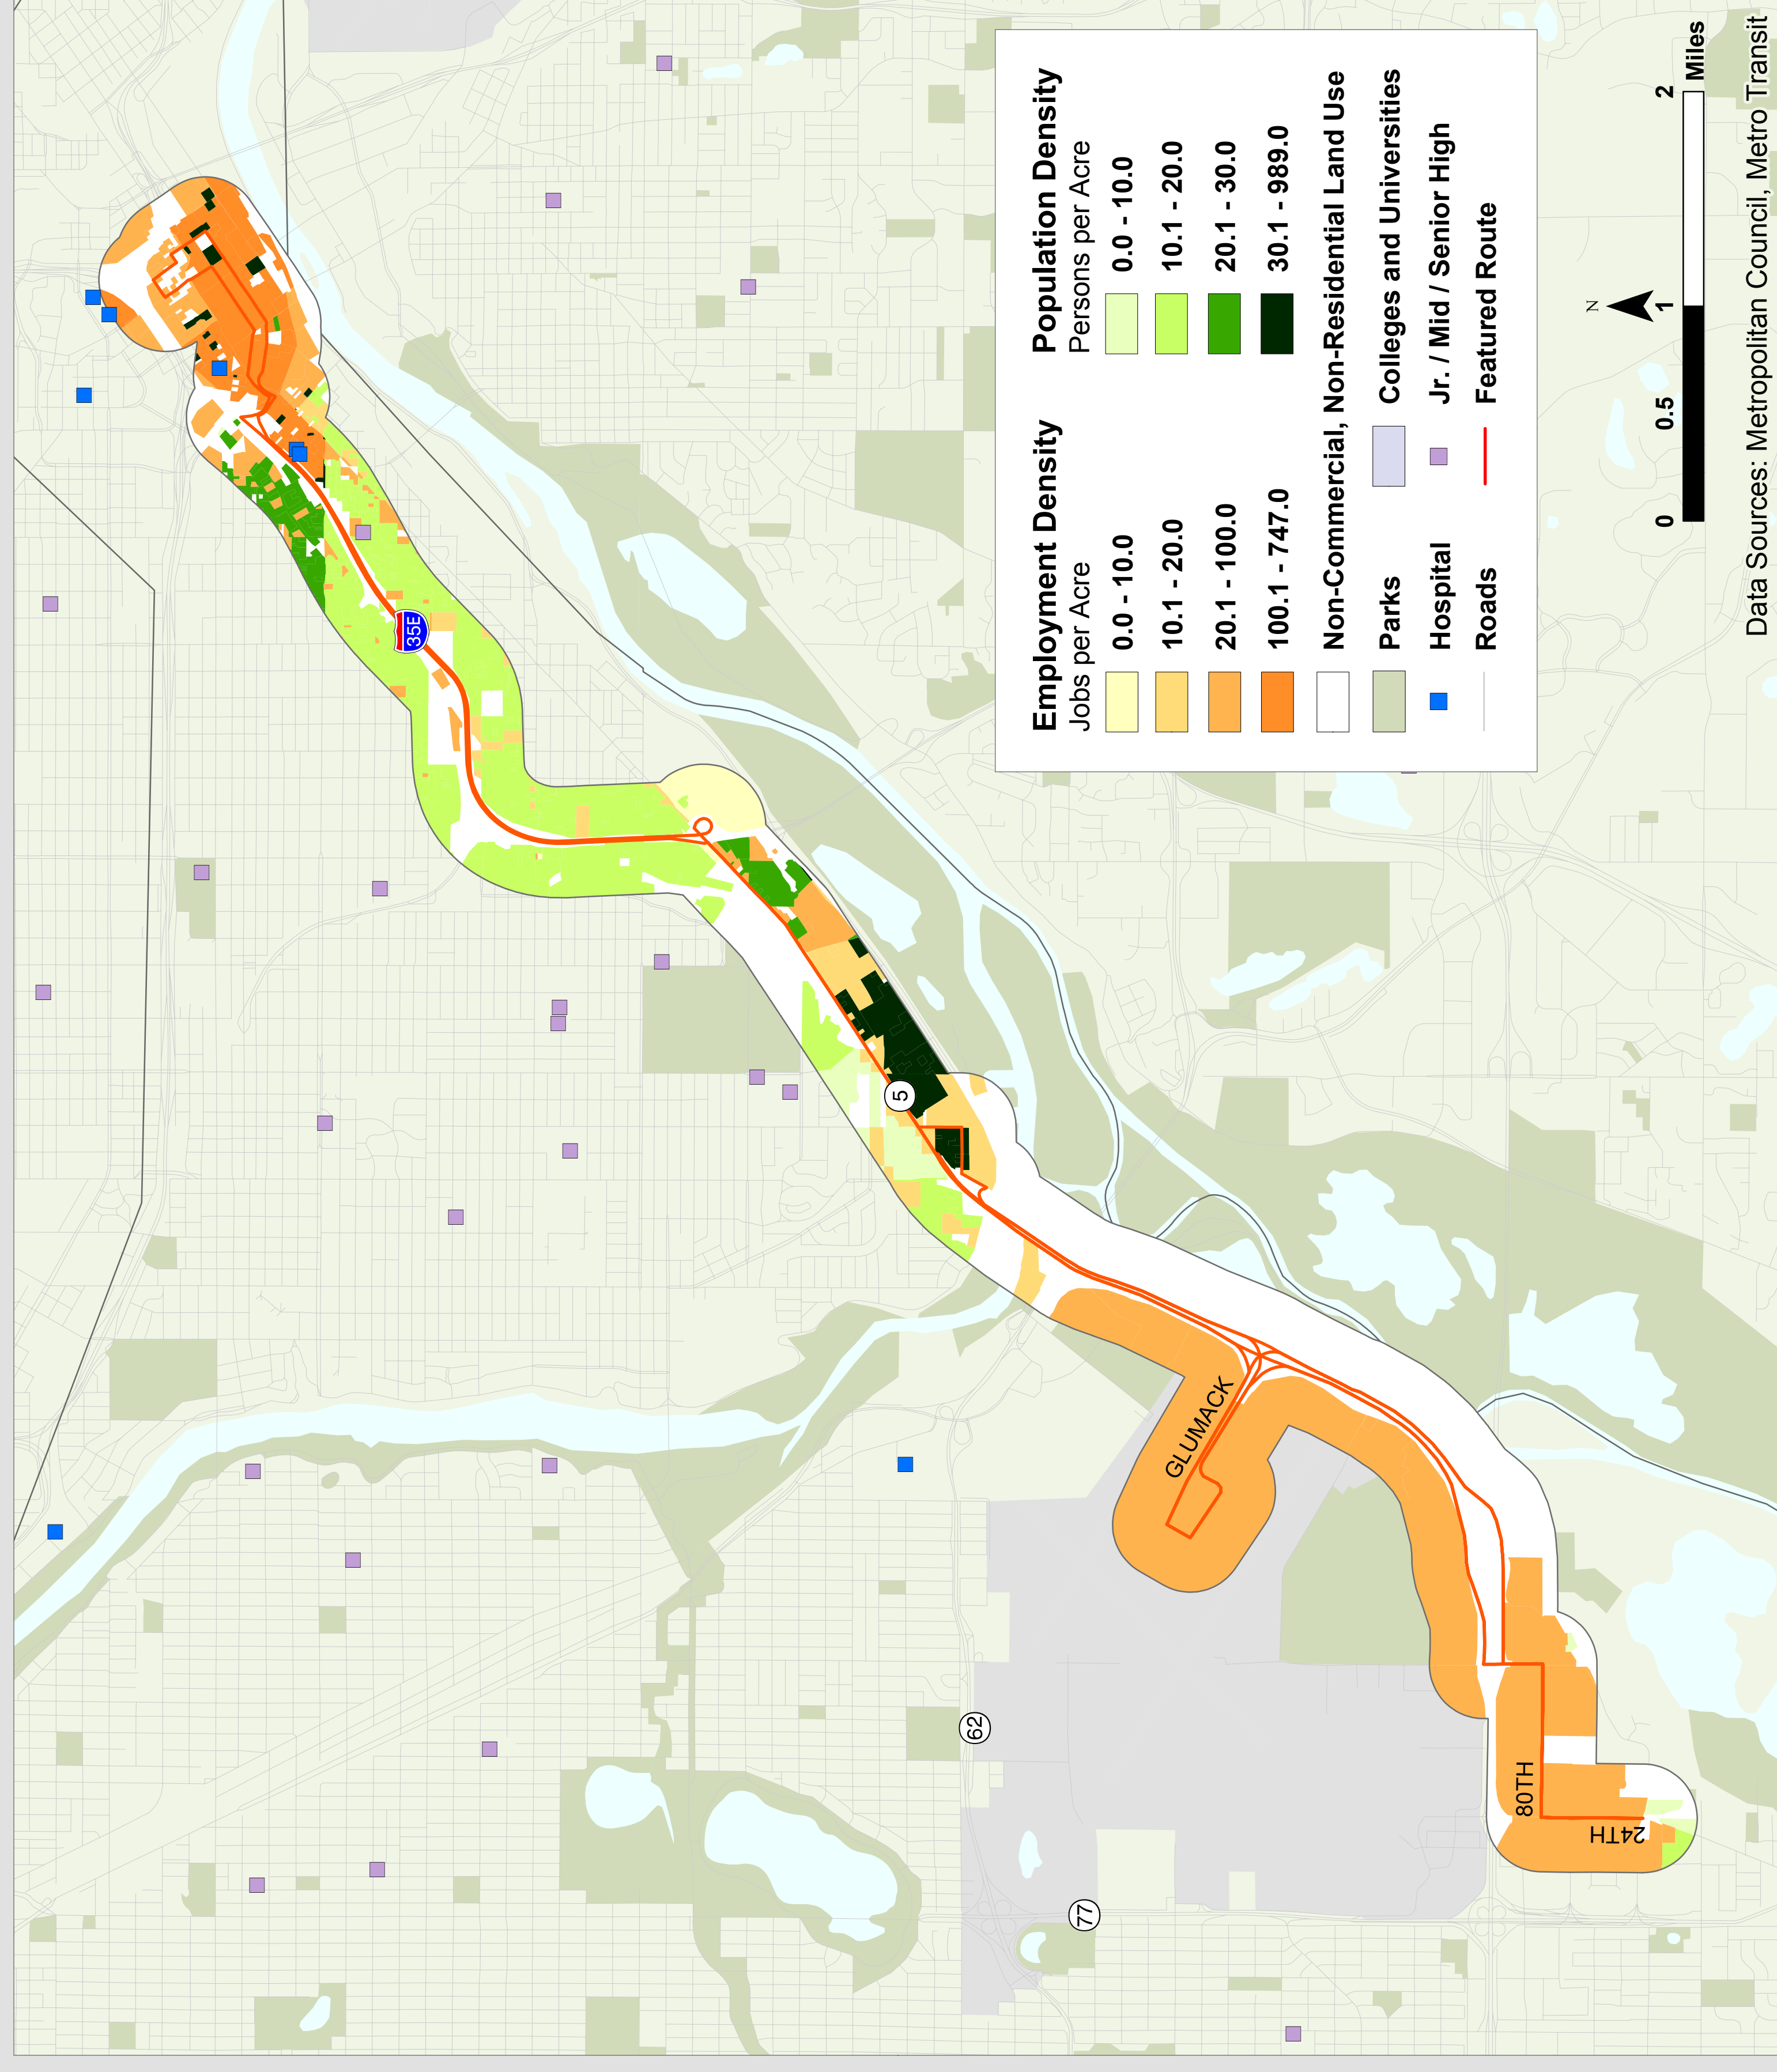 35E
5
GLUMACK
62
77
80TH
24TH
Employment Density
Jobs per Acre
0.0 - 10.0
10.1 - 20.0
20.1 - 100.0
100.1 - 747.0
Population Density
Persons per Acre
0.0 - 10.0
10.1 - 20.0
20.1 - 30.0
30.1 - 989.0
Non-Commercial, Non-Residential Land Use
Parks
Colleges and Universities
Hospital
Jr. / Mid / Senior High
Roads
Featured Route
N
0 0.5 1 2
Miles
Data Sources: Metropolitan Council, Metro Transit